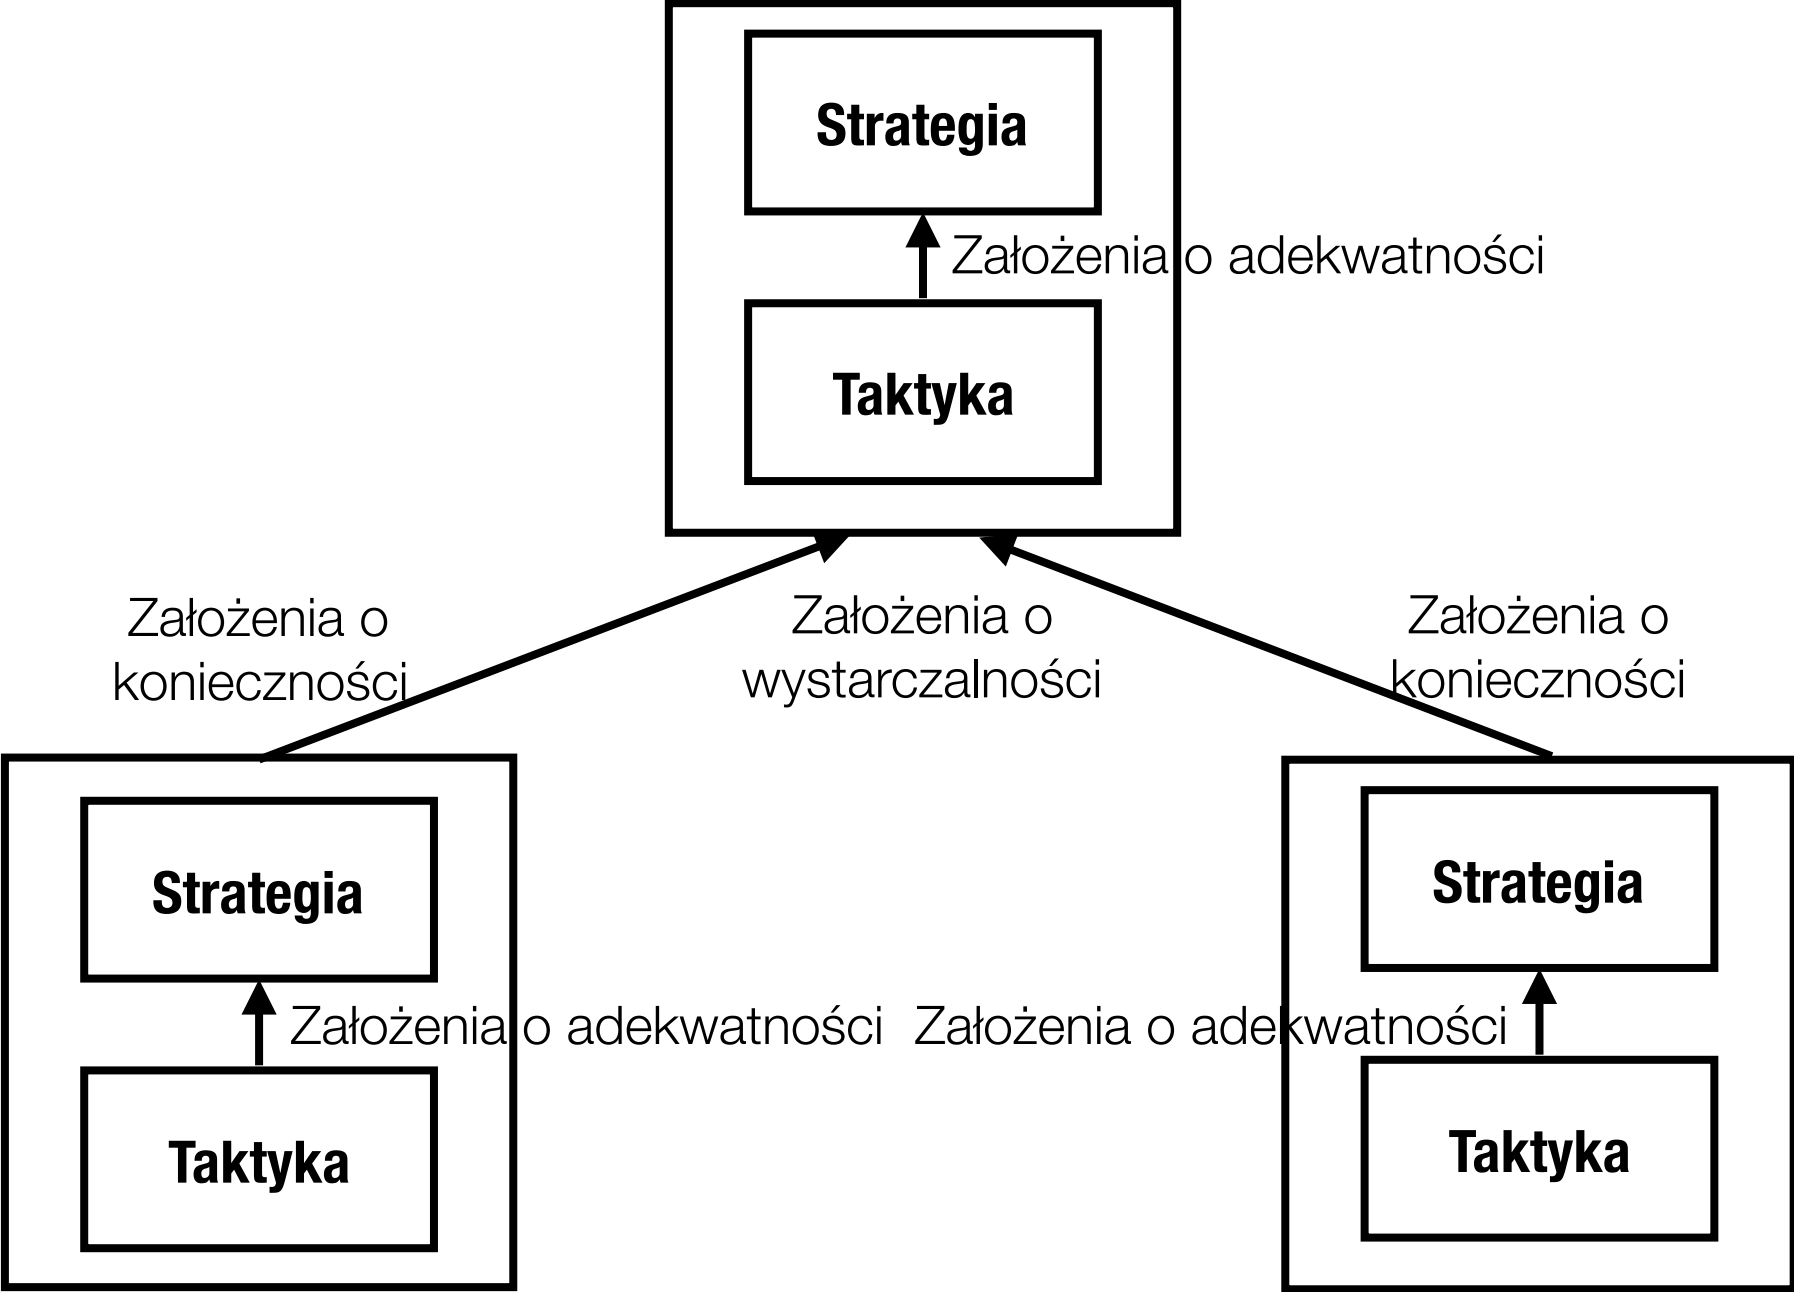 Strategia
Założenia o adekwatności
Taktyka
Założenia o
konieczności
Założenia o
wystarczalności
Założenia o
konieczności
Strategia
Założenia o adekwatności
Taktyka
Strategia
Założenia o adekwatności
Taktyka